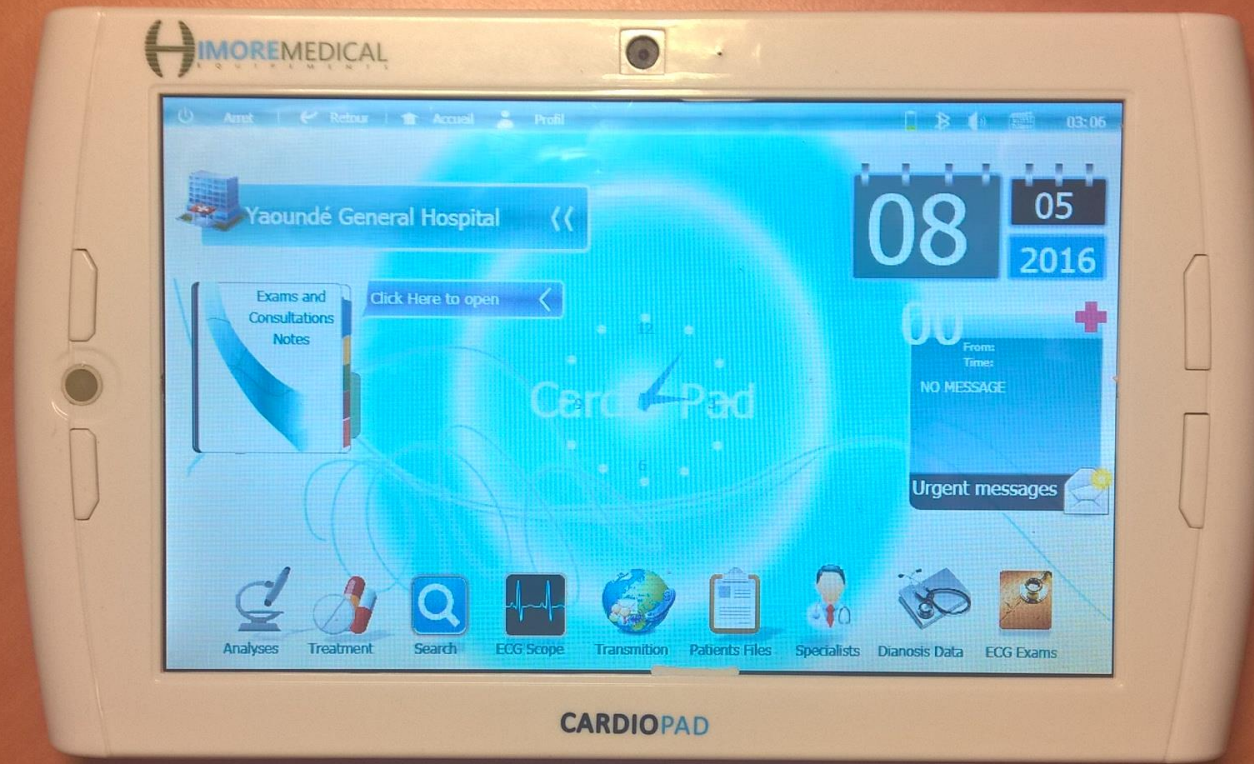 HIMOREMEDICAL
EQUIPEMENTS
Arret Retour Accueil Profil 03:06
Yaoundé General Hospital
08
05
2016
Exams and
Consultations
Notes
Click Here to open
00
From:
Time:
NO MESSAGE
12
Cardio Pad
6
Urgent messages
Analyses Treatment Search ECG Scope Transmition Patients Files Specialists Dianosis Data ECG Exams
CARDIOPAD